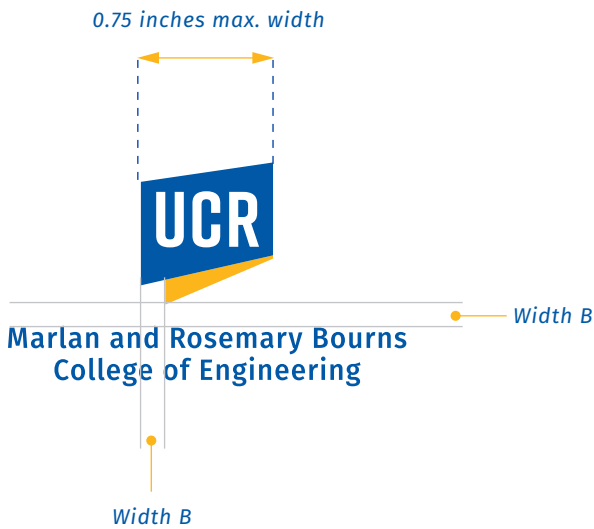 0.75 inches max. width
UCR
Width B
Marlan and Rosemary Bourns
College of Engineering
Width B